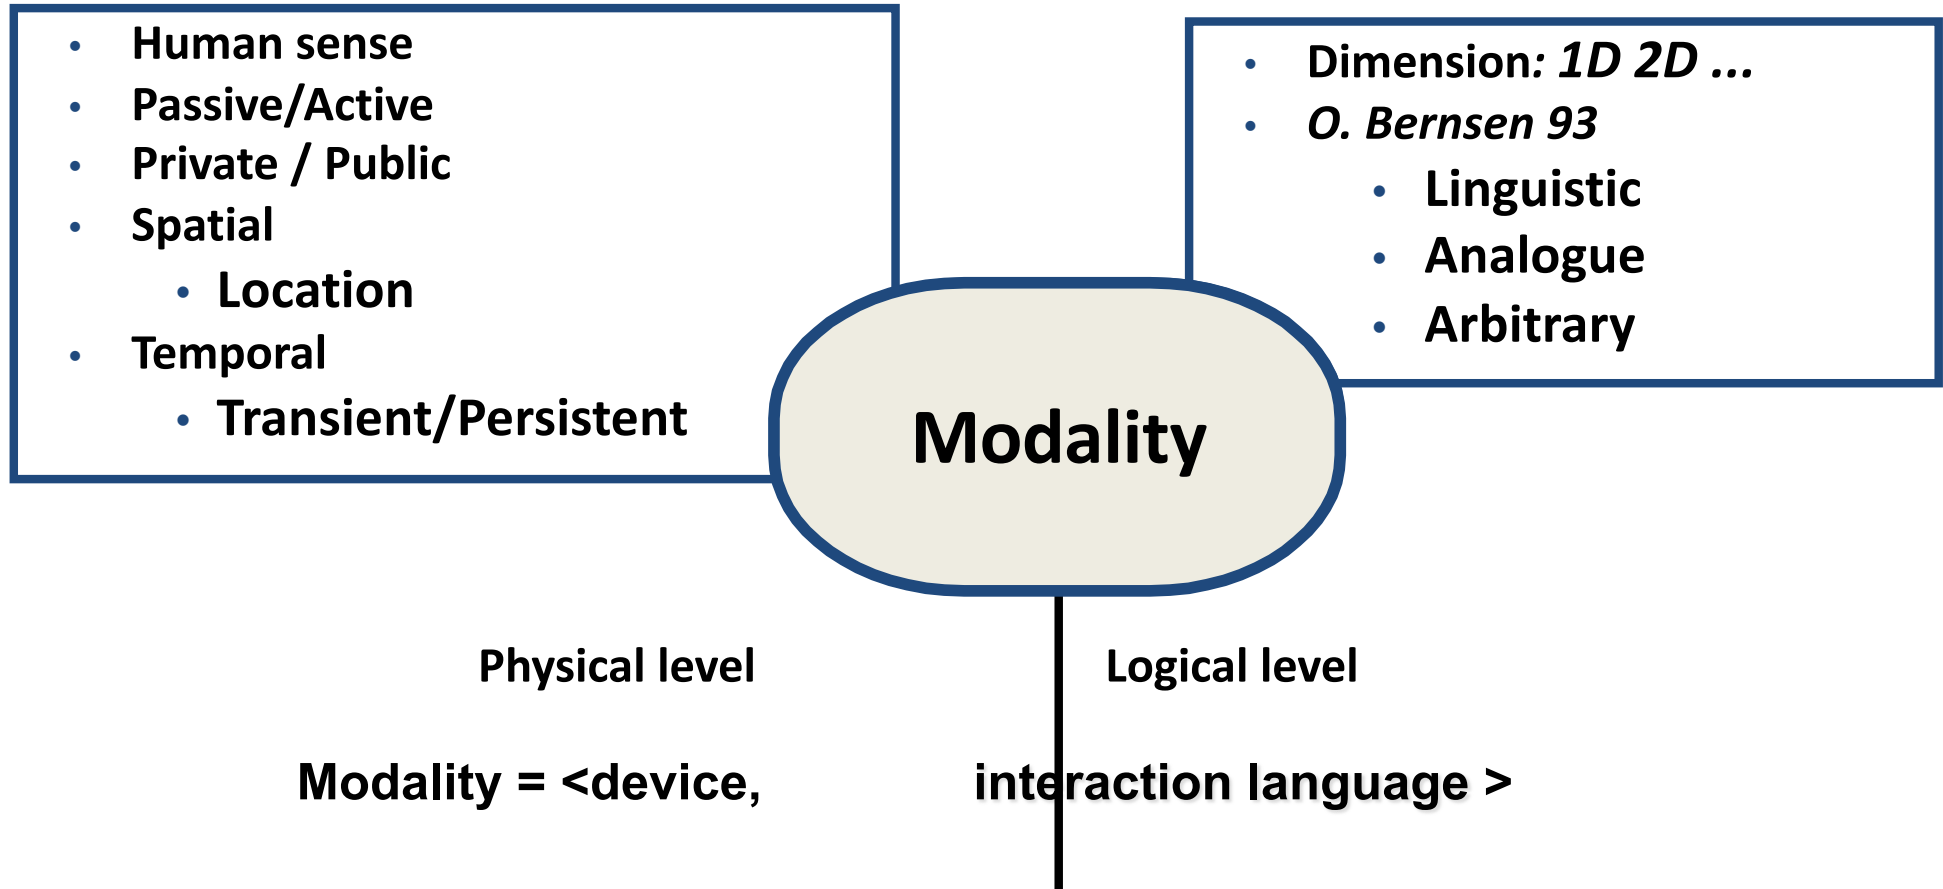 • Human sense
• Passive/Active
• Private / Public
• Spatial
• Location
• Temporal
• Transient/Persistent
• Dimension: 1D 2D ...
• O. Bernsen 93
• Linguistic
• Analogue
• Arbitrary
Modality
Physical level
Logical level
Modality = <device, interaction language >